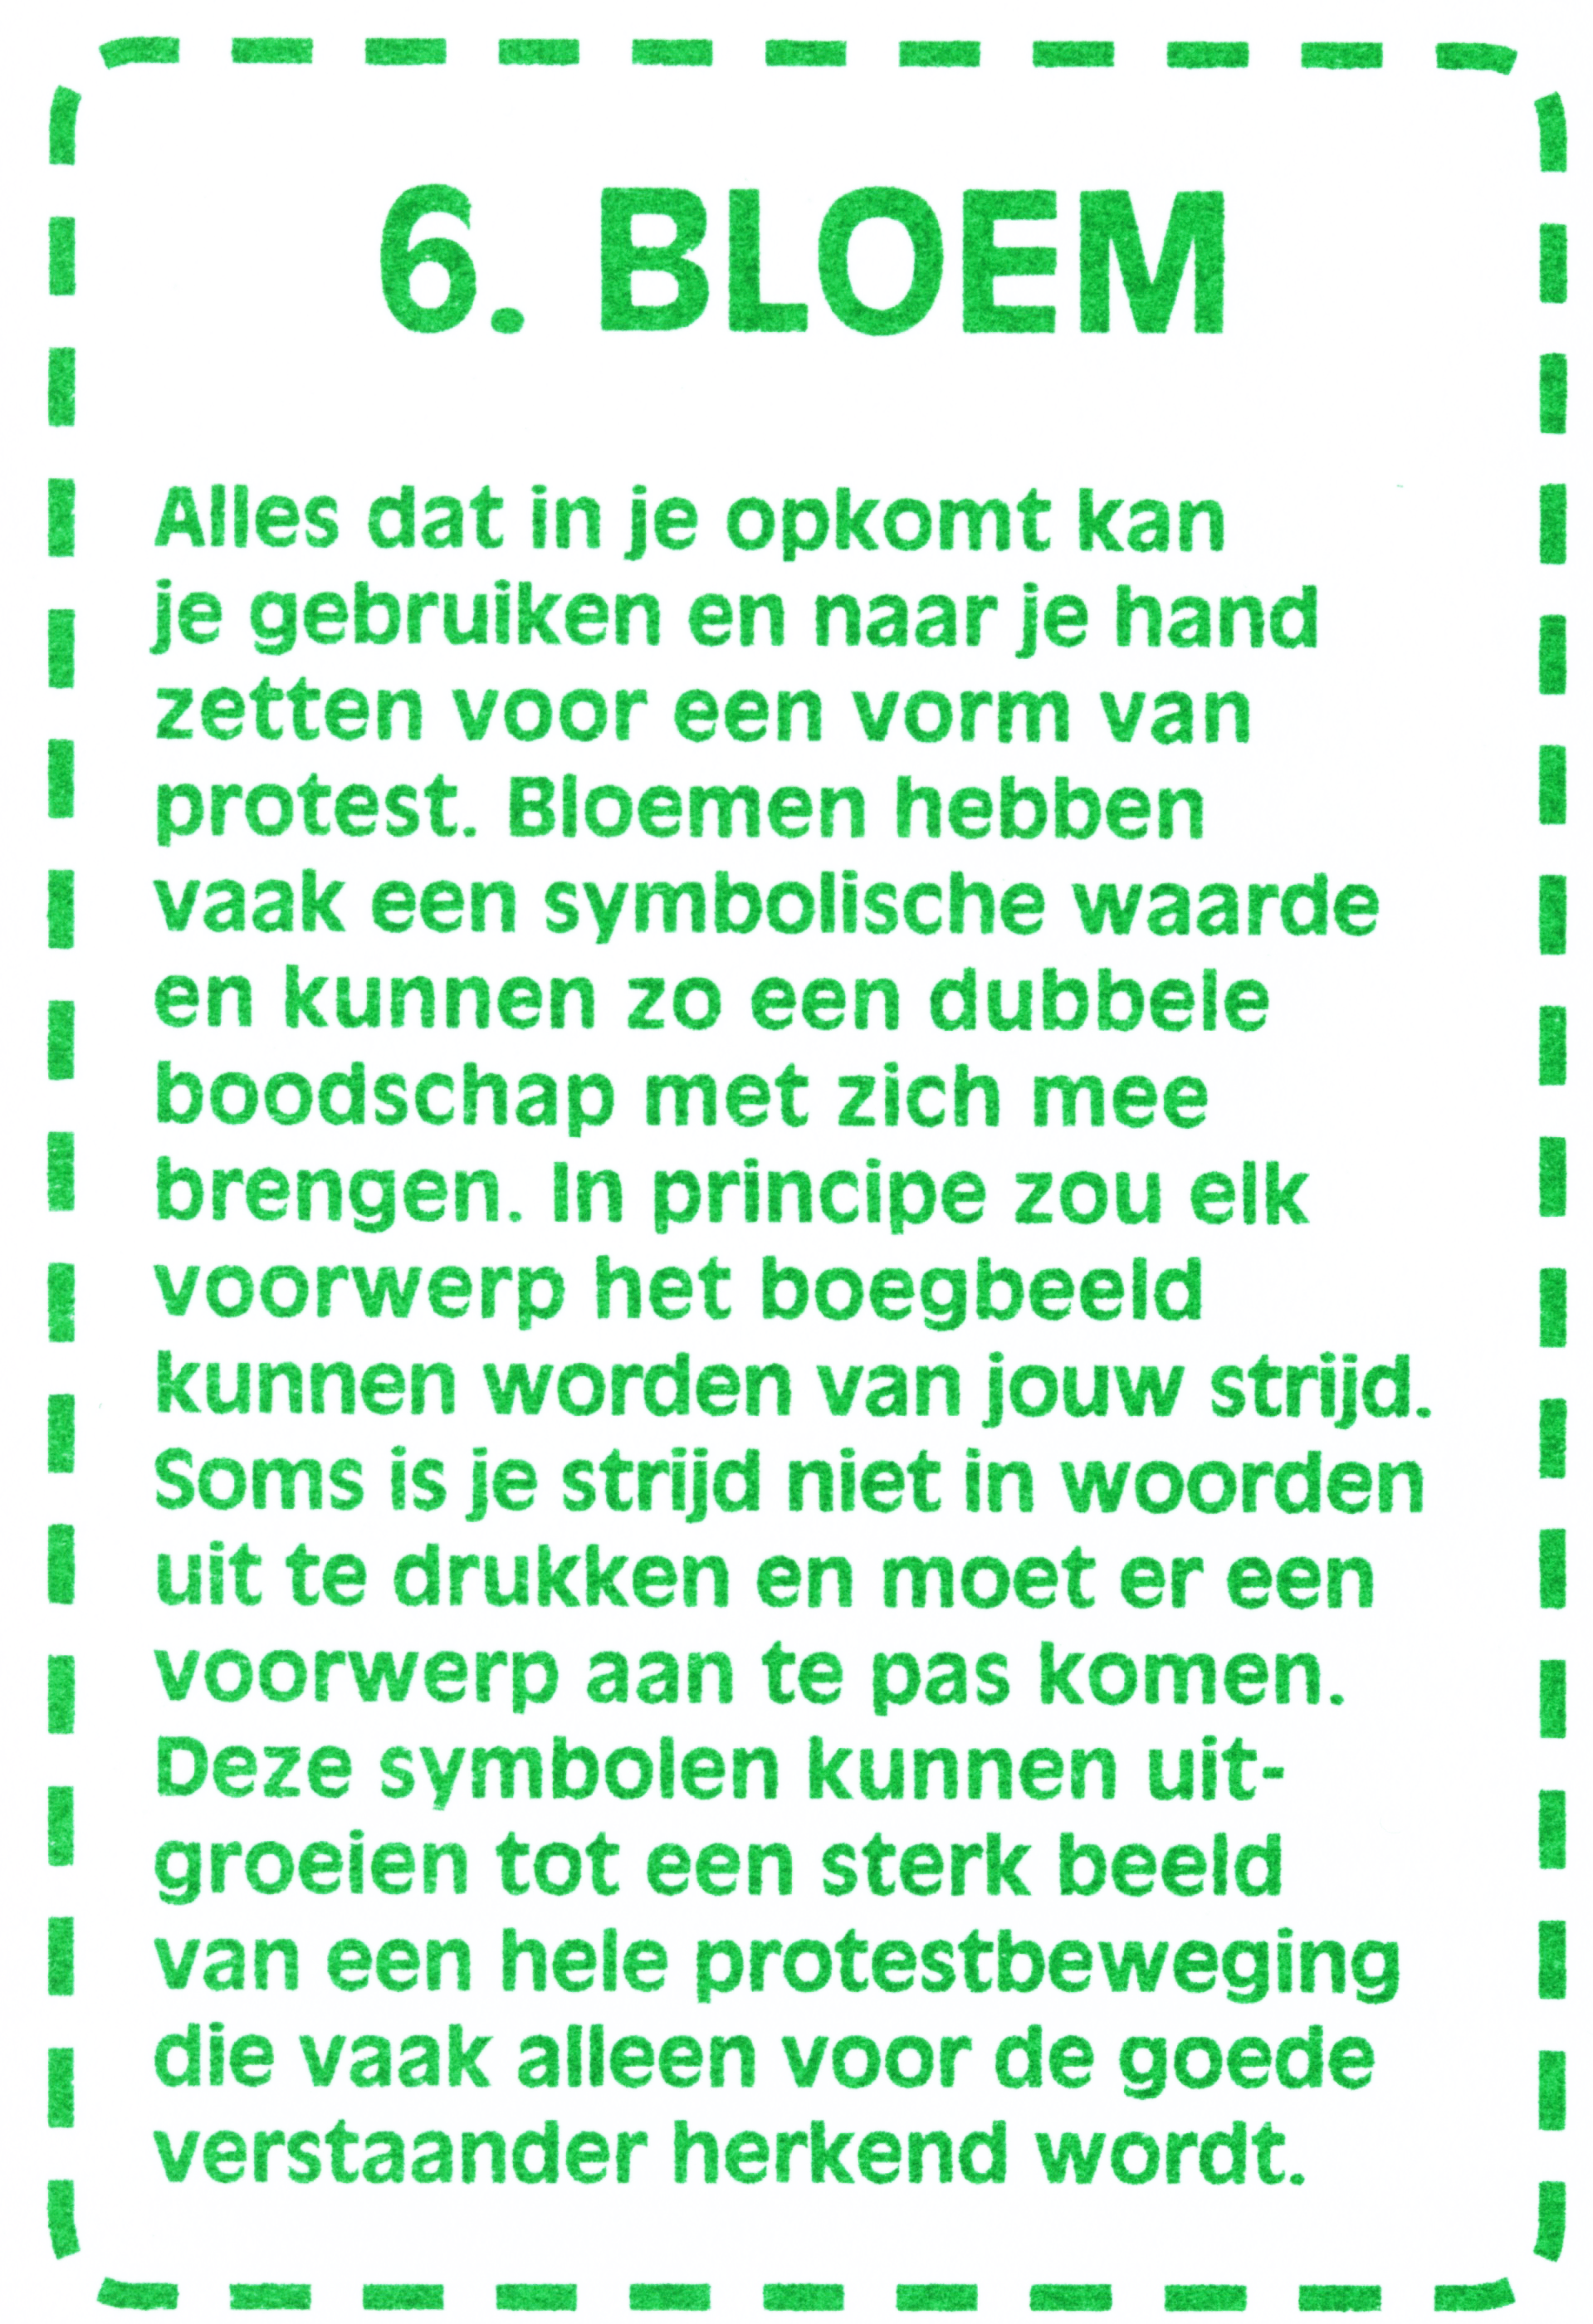 6. BLOEM
Alles dat in je opkomt kan
je gebruiken en naar je hand
zetten voor een vorm van
protest. Bloemen hebben
vaak een symbolische waarde
en kunnen zo een dubbele
boodschap met zich mee
brengen. In principe zou elk
voorwerp het boegbeeld
kunnen worden van jouw strijd.
Soms is je strijd niet in woorden
uit te drukken en moet er een
voorwerp aan te pas komen.
Deze symbolen kunnen uit-
groeien tot een sterk beeld
van een hele protestbeweging
die vaak alleen voor de goede
verstaander herkend wordt.